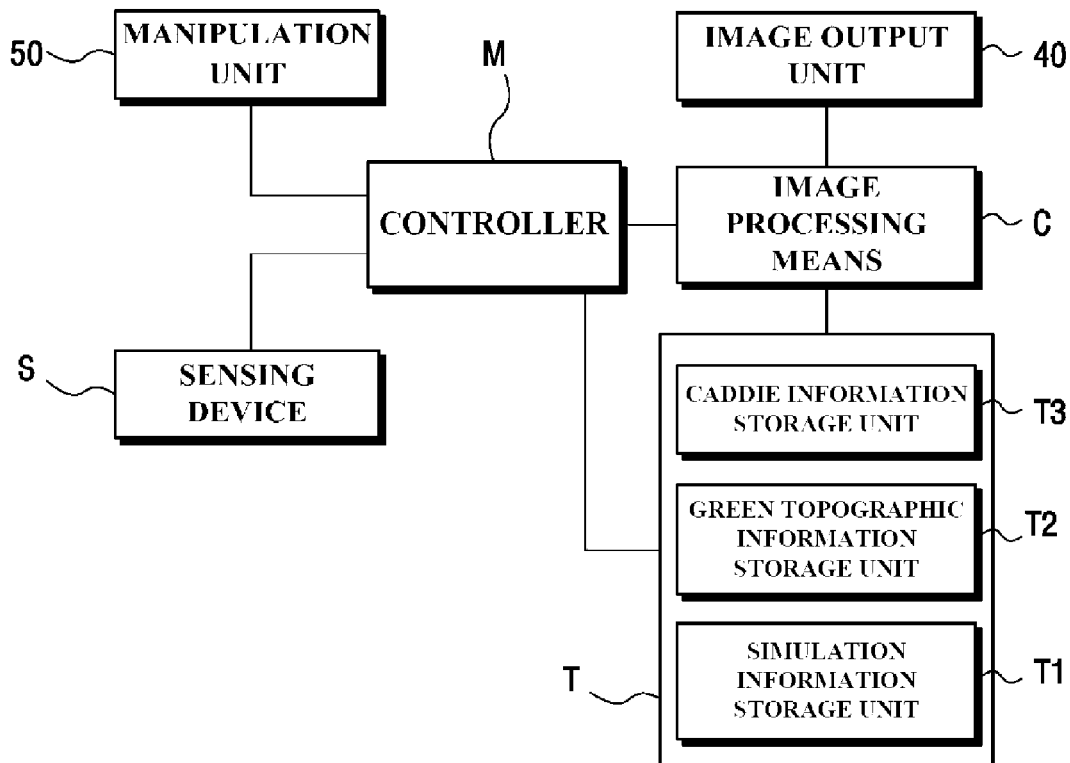 50
MANIPULATION
UNIT
M
IMAGE OUTPUT
UNIT
40
CONTROLLER
IMAGE
PROCESSING
MEANS
C
S
SENSING
DEVICE
CADDIE INFORMATION
STORAGE UNIT
T3
GREEN TOPOGRAPHIC
INFORMATION
STORAGE UNIT
T2
T
SIMULATION
INFORMATION
STORAGE UNIT
T1